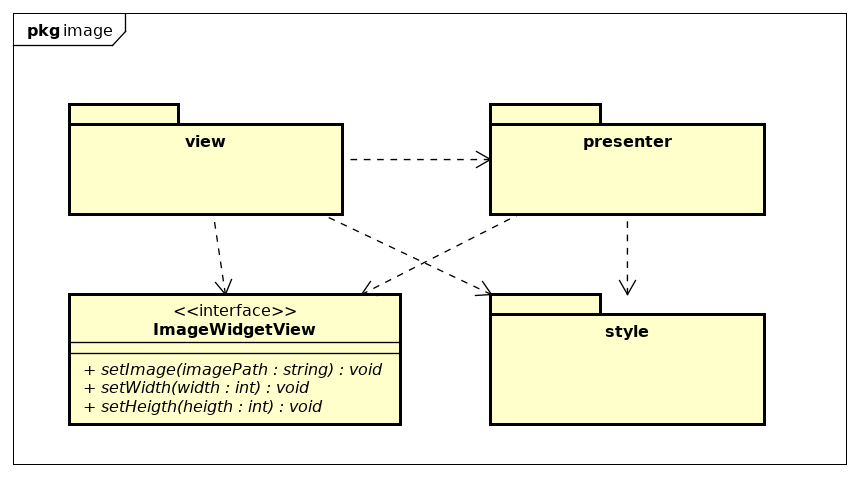 pkg image
view
presenter
<<interface>>
ImageWidgetView
+ setImage(imagePath : string) : void
+ setWidth(width : int) : void
+ setHeigth(heigth : int) : void
style